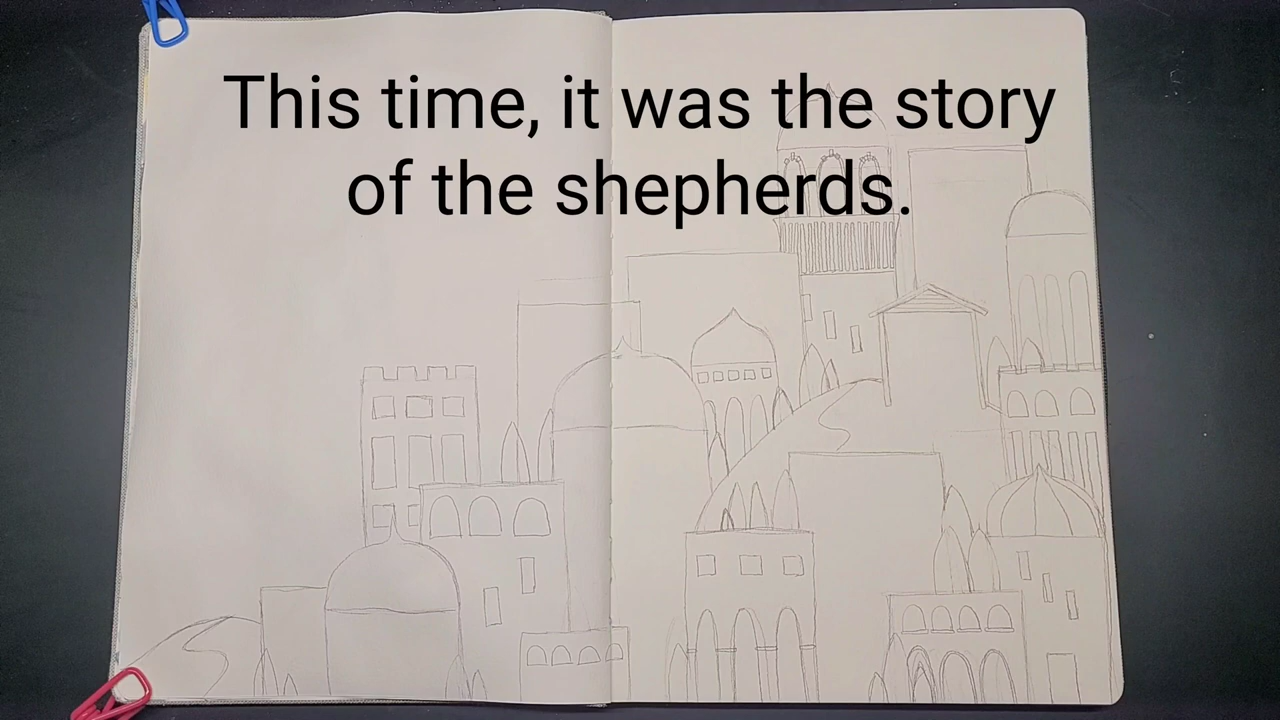 This time, it was the story
of the shepherds.